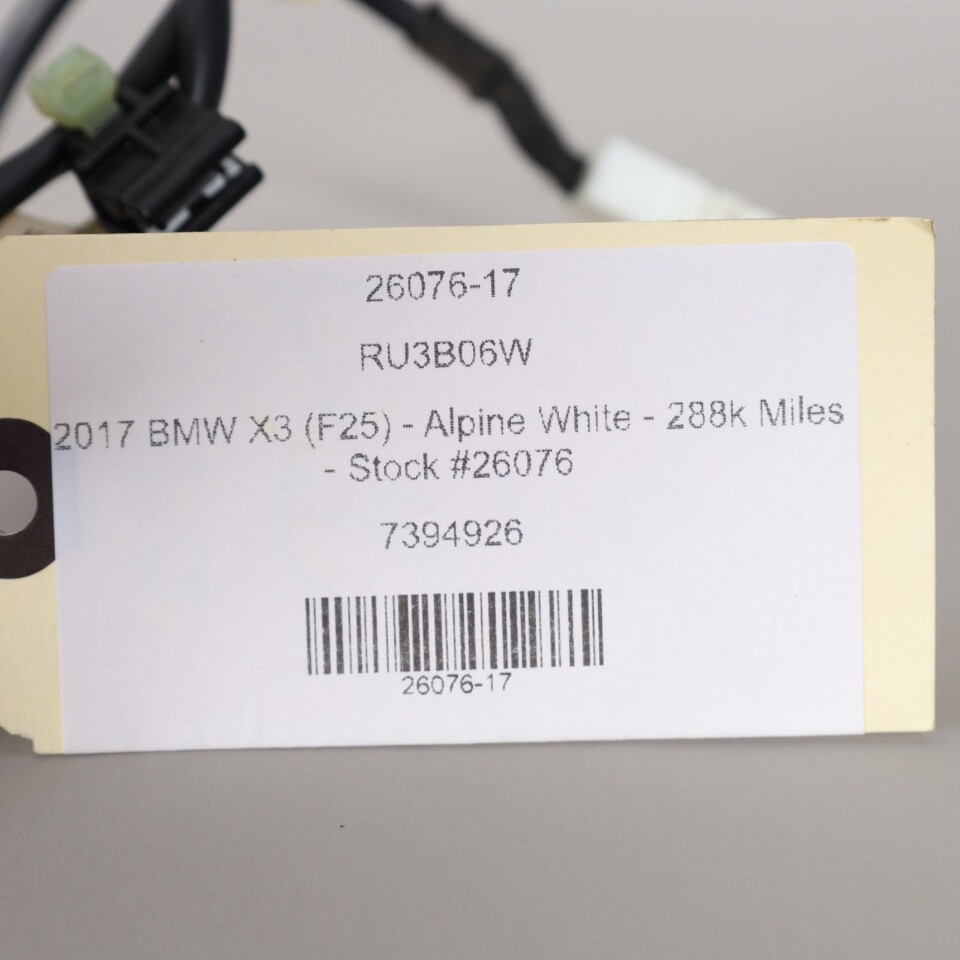 26076-17
RU3B06W
2017 BMW X3 (F25) - Alpine White - 288k Miles
- Stock #26076
7394926
26076-17